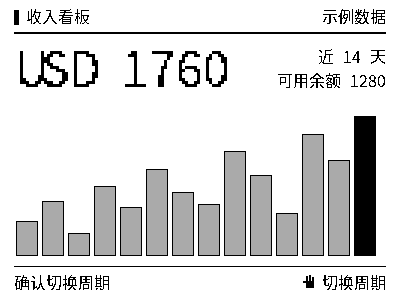 收入看板
示例数据
USD 1760
近 14 天
可用余额 1280
确认切换周期
切换周期